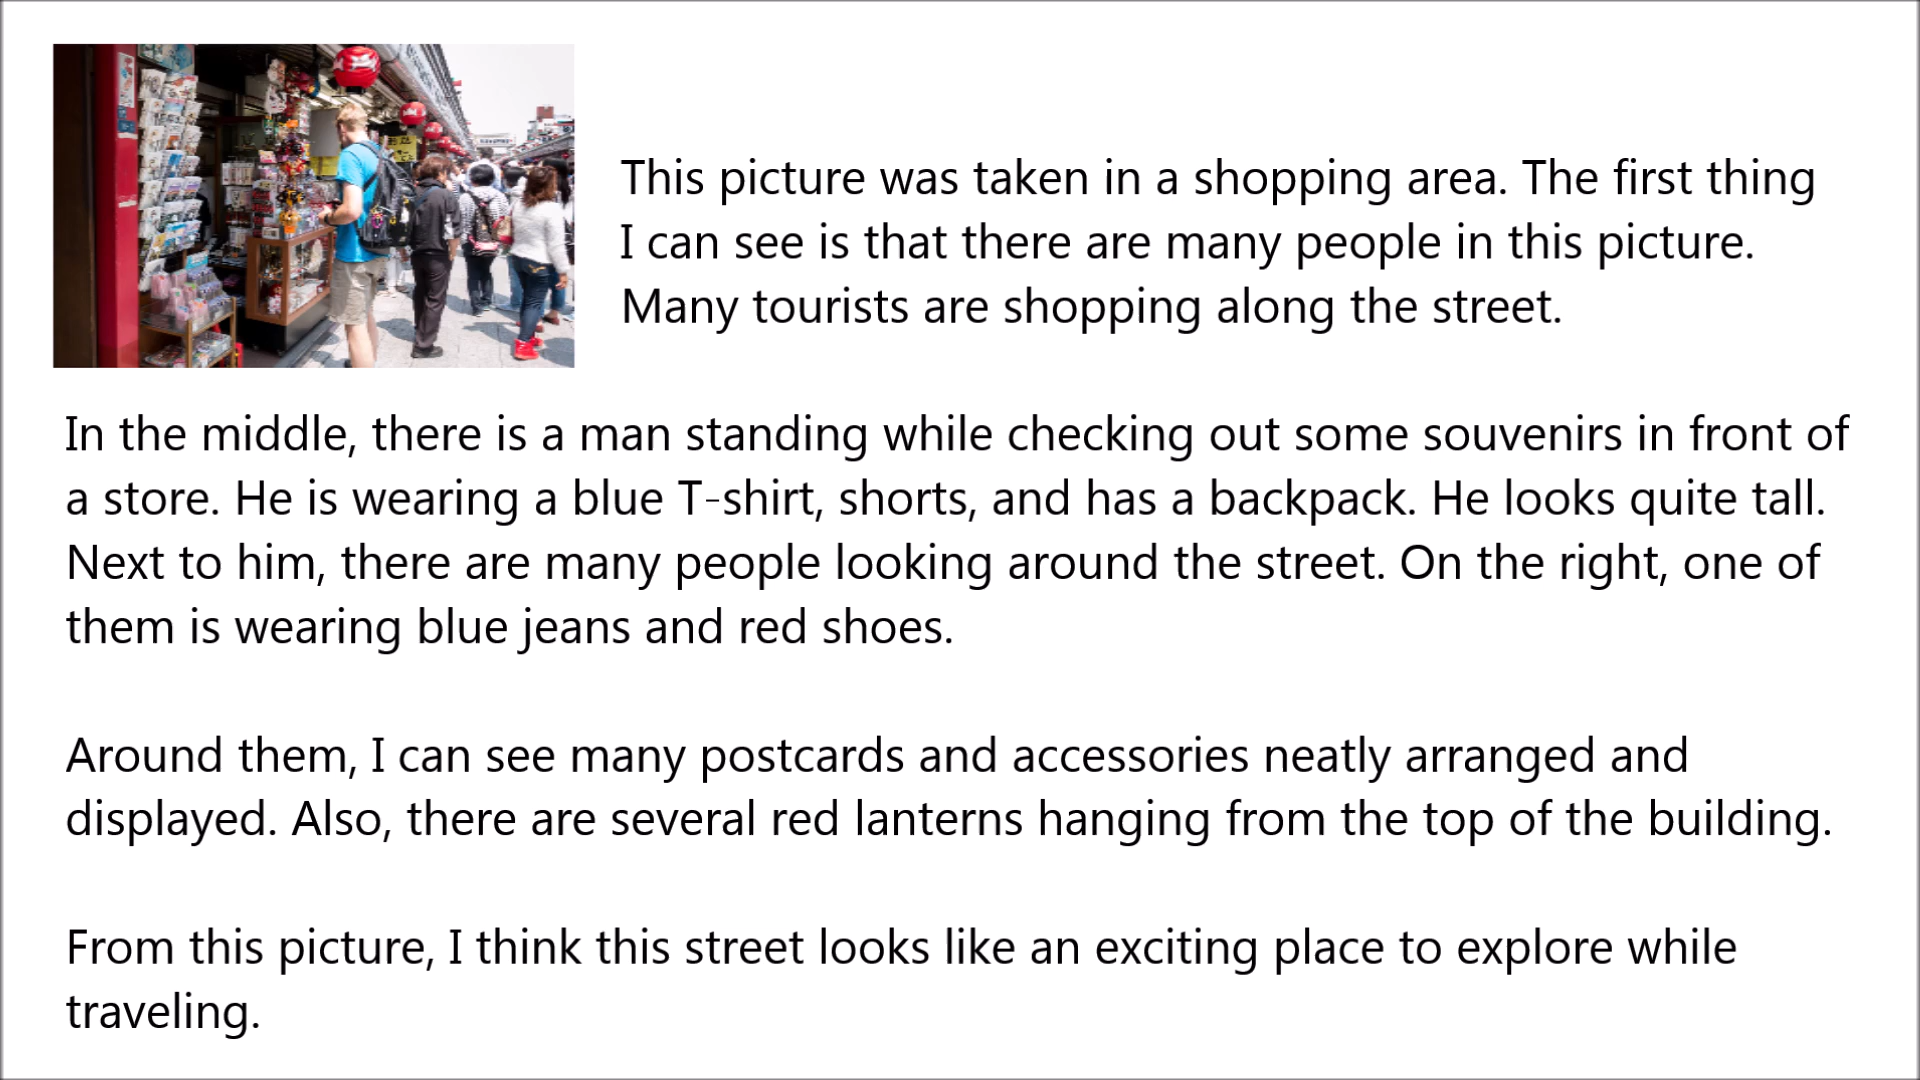 This picture was taken in a shopping area. The first thing
I can see is that there are many people in this picture.
Many tourists are shopping along the street.
In the middle, there is a man standing while checking out some souvenirs in front of
a store. He is wearing a blue T-shirt, shorts, and has a backpack. He looks quite tall.
Next to him, there are many people looking around the street. On the right, one of
them is wearing blue jeans and red shoes.
Around them, I can see many postcards and accessories neatly arranged and
displayed. Also, there are several red lanterns hanging from the top of the building.
From this picture, I think this street looks like an exciting place to explore while
traveling.